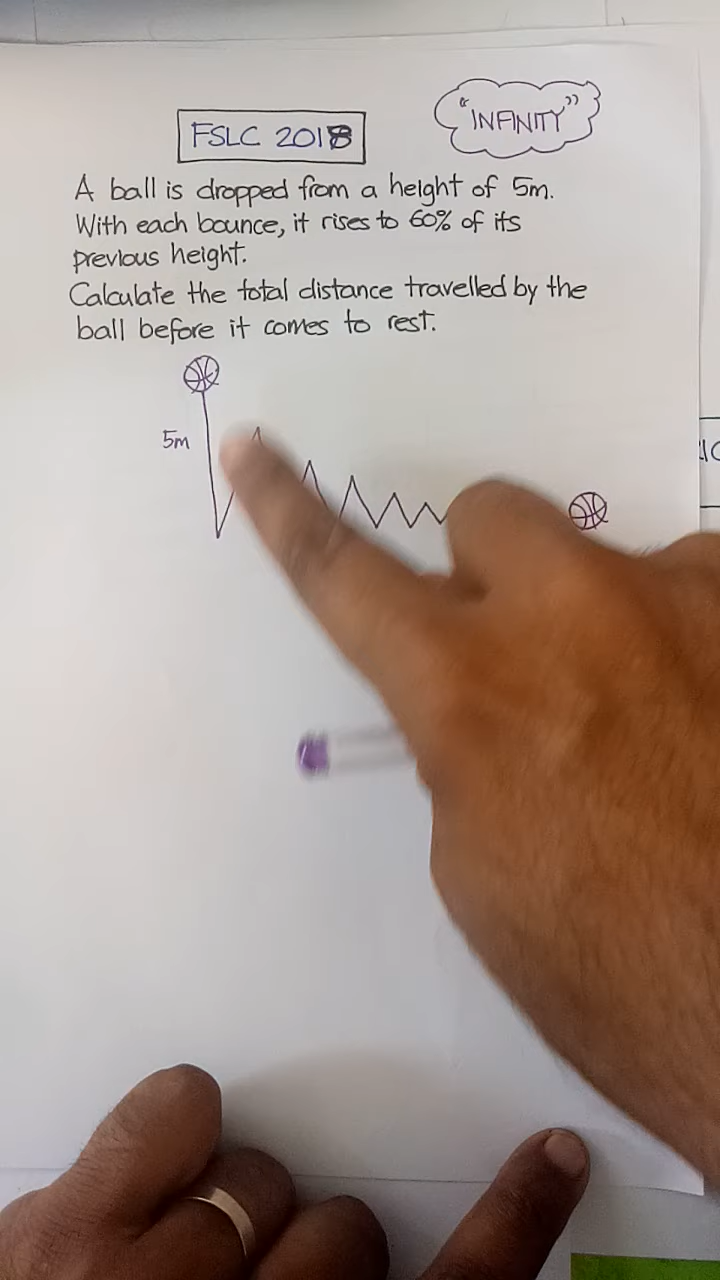 FSLC 2018
"INFINITY"
A ball is dropped from a height of 5m.
With each bounce, it rises to 60% of its
previous height.
Calculate the total distance travelled by the
ball before it comes to rest.
5m